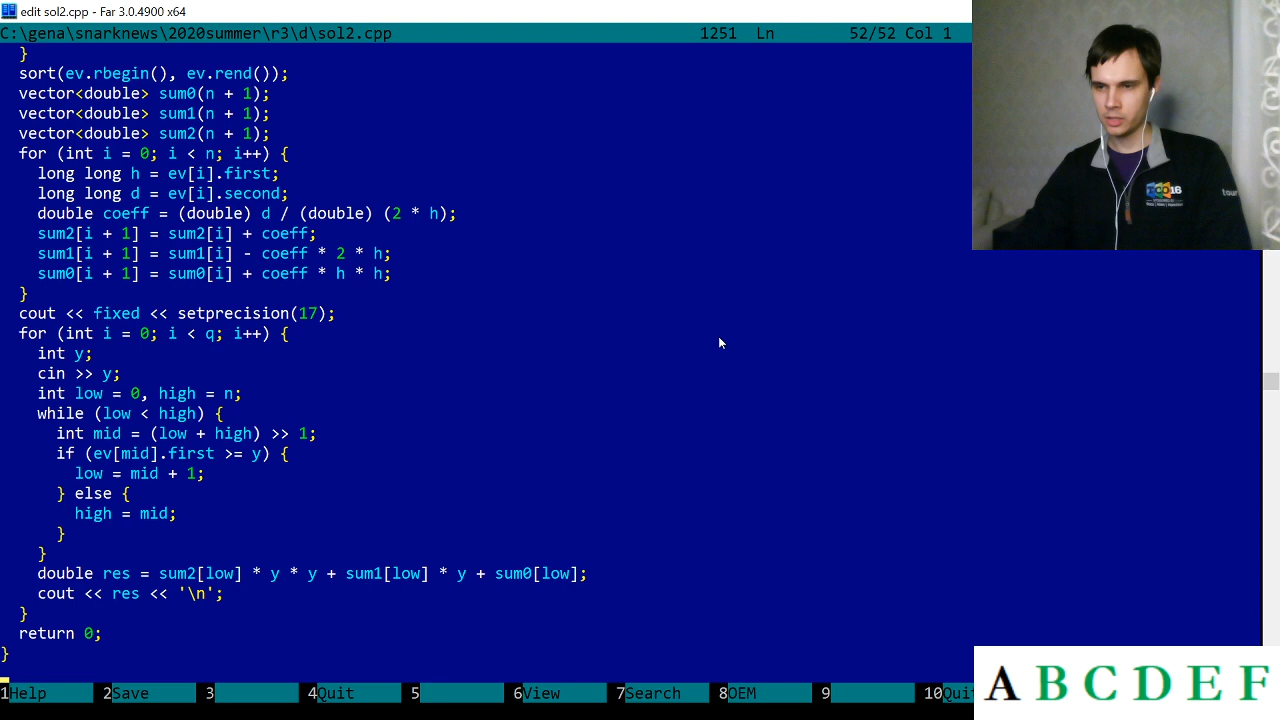 edit sol2.cpp - Far 3.0.4900 x64
C:\gena\snarknews\2020summer\r3\d\sol2.cpp 1251 Ln 52/52 Col 1
}
sort(ev.rbegin(), ev.rend());
vector<double> sum0(n + 1);
vector<double> sum1(n + 1);
vector<double> sum2(n + 1);
for (int i = 0; i < n; i++) {
long long h = ev[i].first;
long long d = ev[i].second;
double coeff = (double) d / (double) (2 * h);
sum2[i + 1] = sum2[i] + coeff;
sum1[i + 1] = sum1[i] - coeff * 2 * h;
sum0[i + 1] = sum0[i] + coeff * h * h;
}
cout << fixed << setprecision(17);
for (int i = 0; i < q; i++) {
int y;
cin >> y;
int low = 0, high = n;
while (low < high) {
int mid = (low + high) >> 1;
if (ev[mid].first >= y) {
low = mid + 1;
} else {
high = mid;
}
}
double res = sum2[low] * y * y + sum1[low] * y + sum0[low];
cout << res << '\n';
}
return 0;
}
1Help 2Save 3 4Quit 5 6View 7Search 8OEM 9 10Quit
A B C D E F